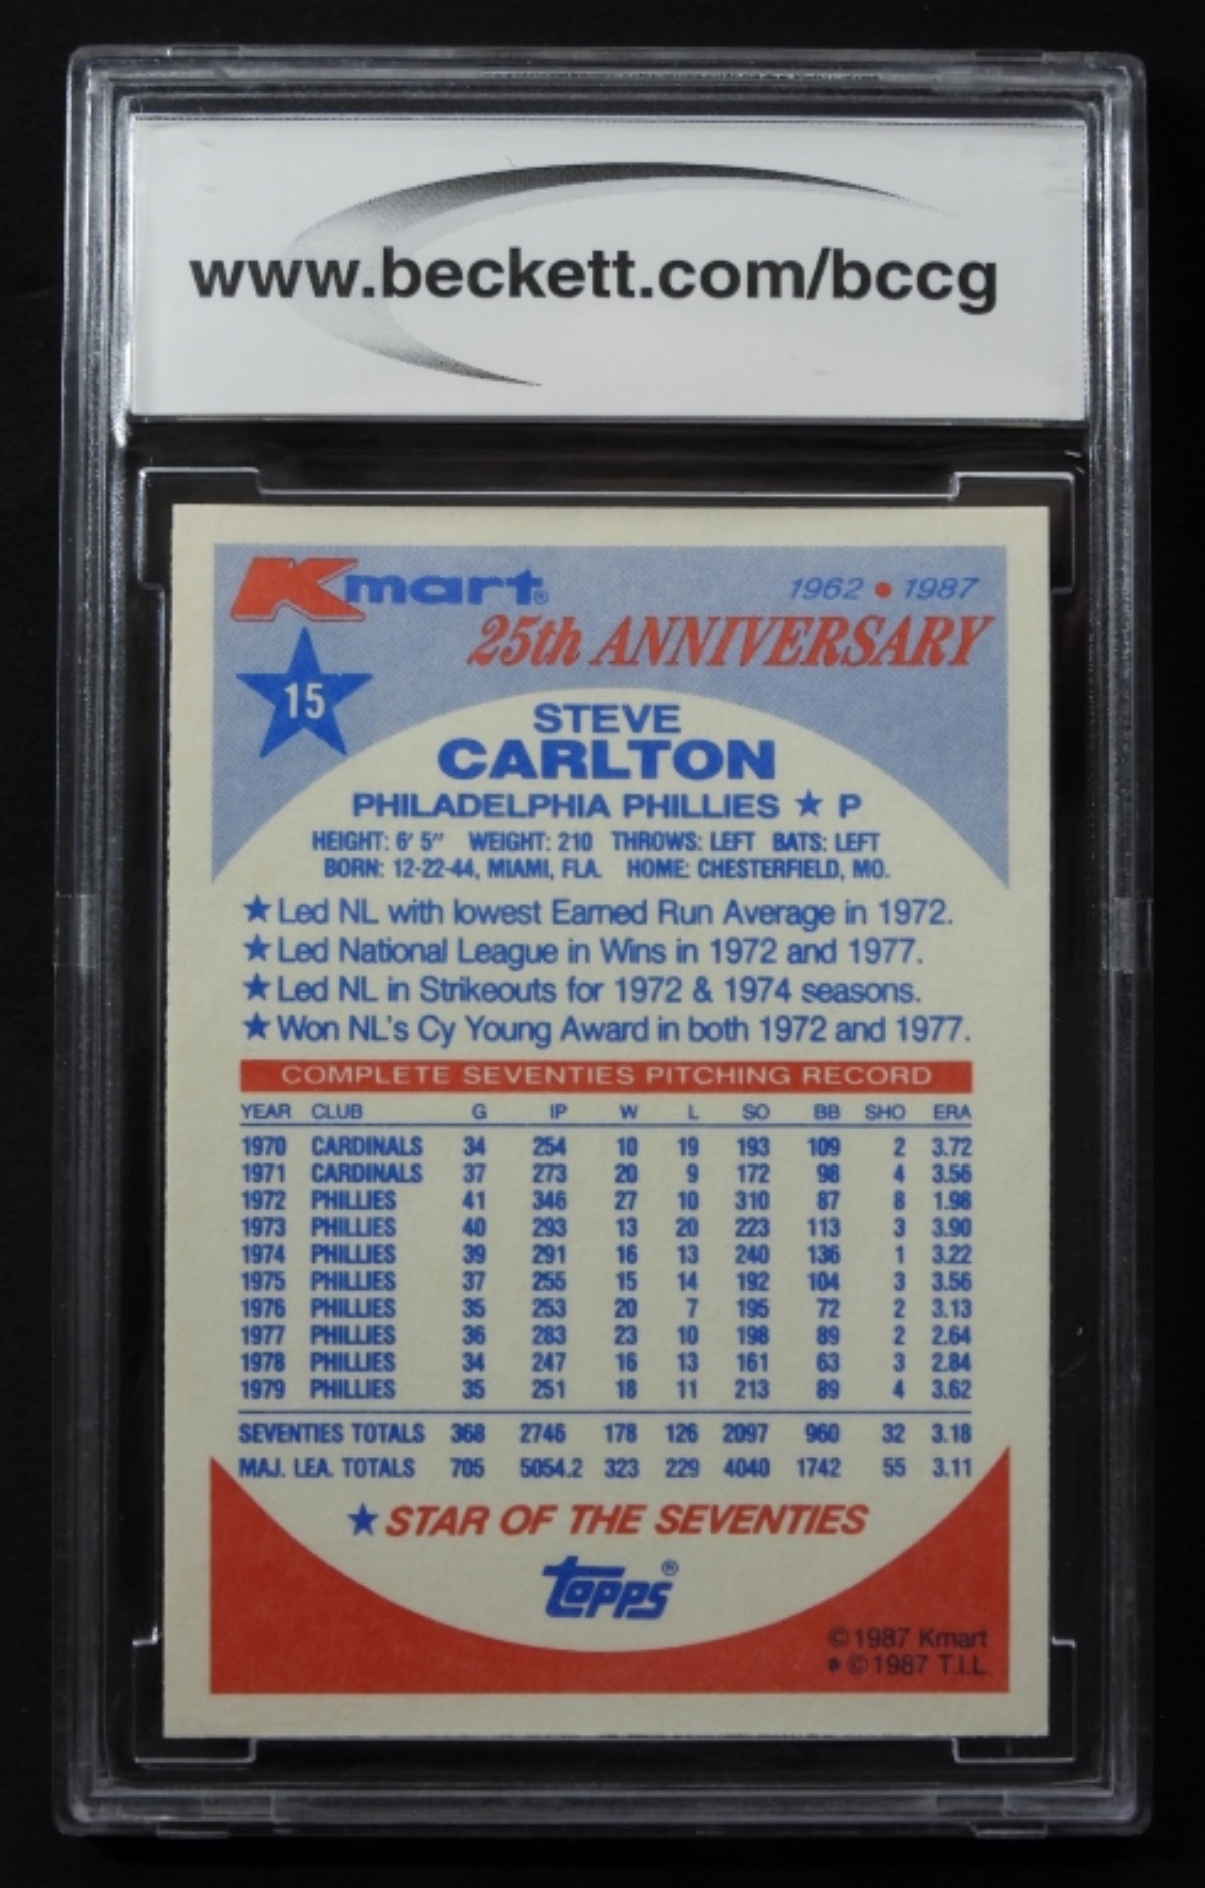 www.beckett.com/bccg
Kmart®
1962 • 1987
25th ANNIVERSARY
15
STEVE
CARLTON
PHILADELPHIA PHILLIES ★ P
HEIGHT: 6' 5" WEIGHT: 210 THROWS: LEFT BATS: LEFT
BORN: 12-22-44, MIAMI, FLA. HOME: CHESTERFIELD, MO.
★ Led NL with lowest Earned Run Average in 1972.
★ Led National League in Wins in 1972 and 1977.
★ Led NL in Strikeouts for 1972 & 1974 seasons.
★ Won NL's Cy Young Award in both 1972 and 1977.
COMPLETE SEVENTIES PITCHING RECORD
YEAR CLUB G IP W L SO BB SHO ERA
1970 CARDINALS 34 254 10 19 193 109 2 3.72
1971 CARDINALS 37 273 20 9 172 98 4 3.56
1972 PHILLIES 41 346 27 10 310 87 8 1.98
1973 PHILLIES 40 293 13 20 223 113 3 3.90
1974 PHILLIES 39 291 16 13 240 136 1 3.22
1975 PHILLIES 37 255 15 14 192 104 3 3.56
1976 PHILLIES 35 253 20 7 195 72 2 3.13
1977 PHILLIES 36 283 23 10 198 89 2 2.64
1978 PHILLIES 34 247 16 13 161 63 3 2.84
1979 PHILLIES 35 251 18 11 213 89 4 3.62
SEVENTIES TOTALS 368 2746 178 126 2097 960 32 3.18
MAJ. LEA. TOTALS 705 5054.2 323 229 4040 1742 55 3.11
★ STAR OF THE SEVENTIES
topps®
©1987 Kmart
* ©1987 T.I.L.